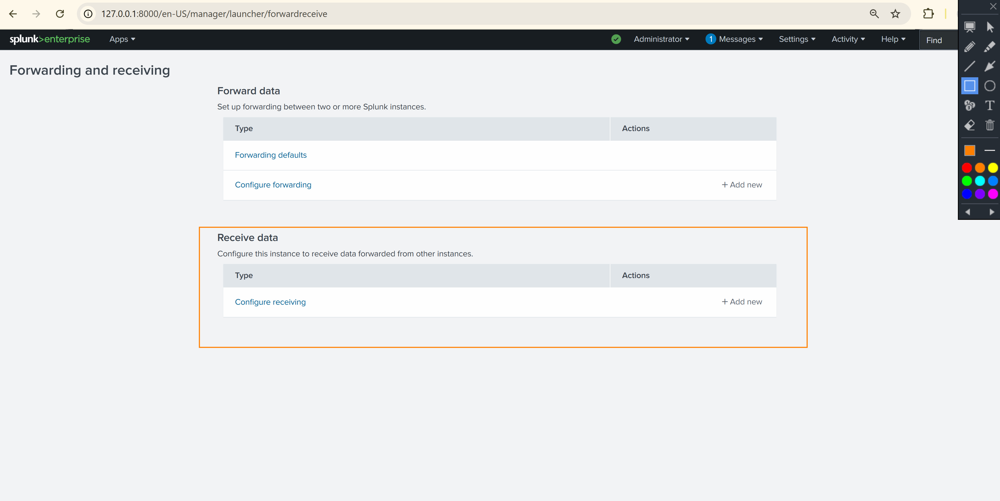 127.0.0.1:8000/en-US/manager/launcher/forwardreceive
splunk>enterprise Apps Administrator 1 Messages Settings Activity Help Find
Forwarding and receiving
Forward data
Set up forwarding between two or more Splunk instances.
Type Actions
Forwarding defaults
Configure forwarding + Add new
Receive data
Configure this instance to receive data forwarded from other instances.
Type Actions
Configure receiving + Add new